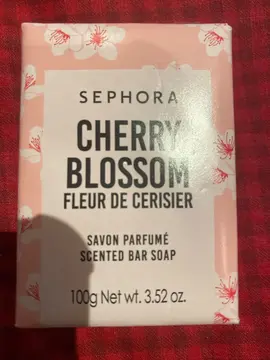 SEPHORA
CHERRY
BLOSSOM
FLEUR DE CERISIER
SAVON PARFUMÉ
SCENTED BAR SOAP
100g Net wt. 3.52 oz.